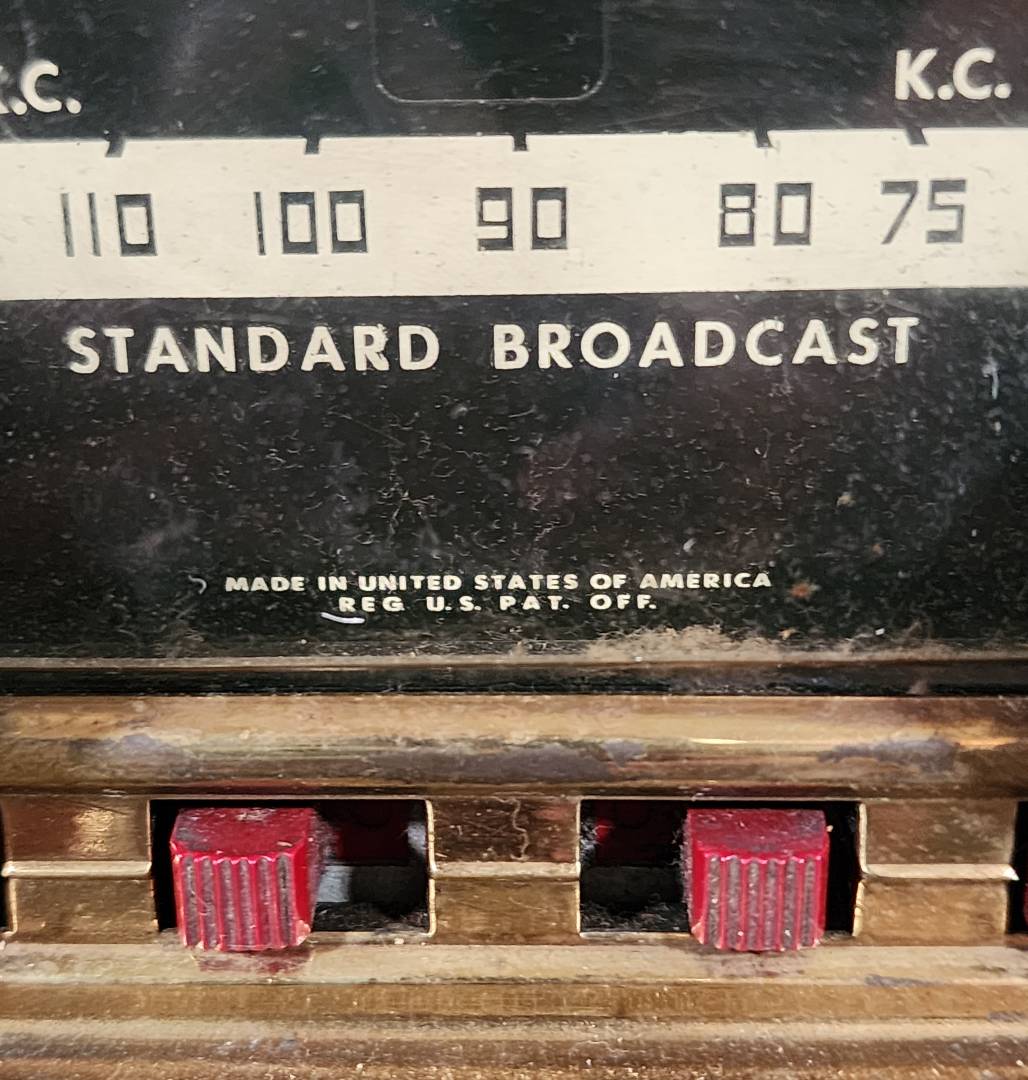 K.C. K.C.
110 100 90 80 75
STANDARD BROADCAST
MADE IN UNITED STATES OF AMERICA
REG U.S. PAT. OFF.